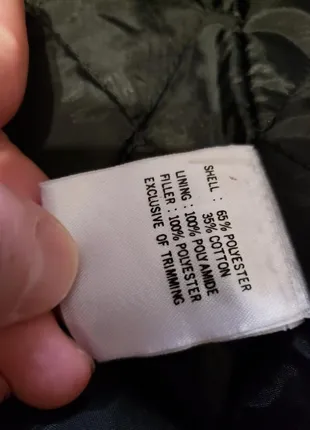 SHELL : 65% POLYESTER
35% COTTON
LINING : 100% POLYAMIDE
FILLER : 100% POLYESTER
EXCLUSIVE OF TRIMMING